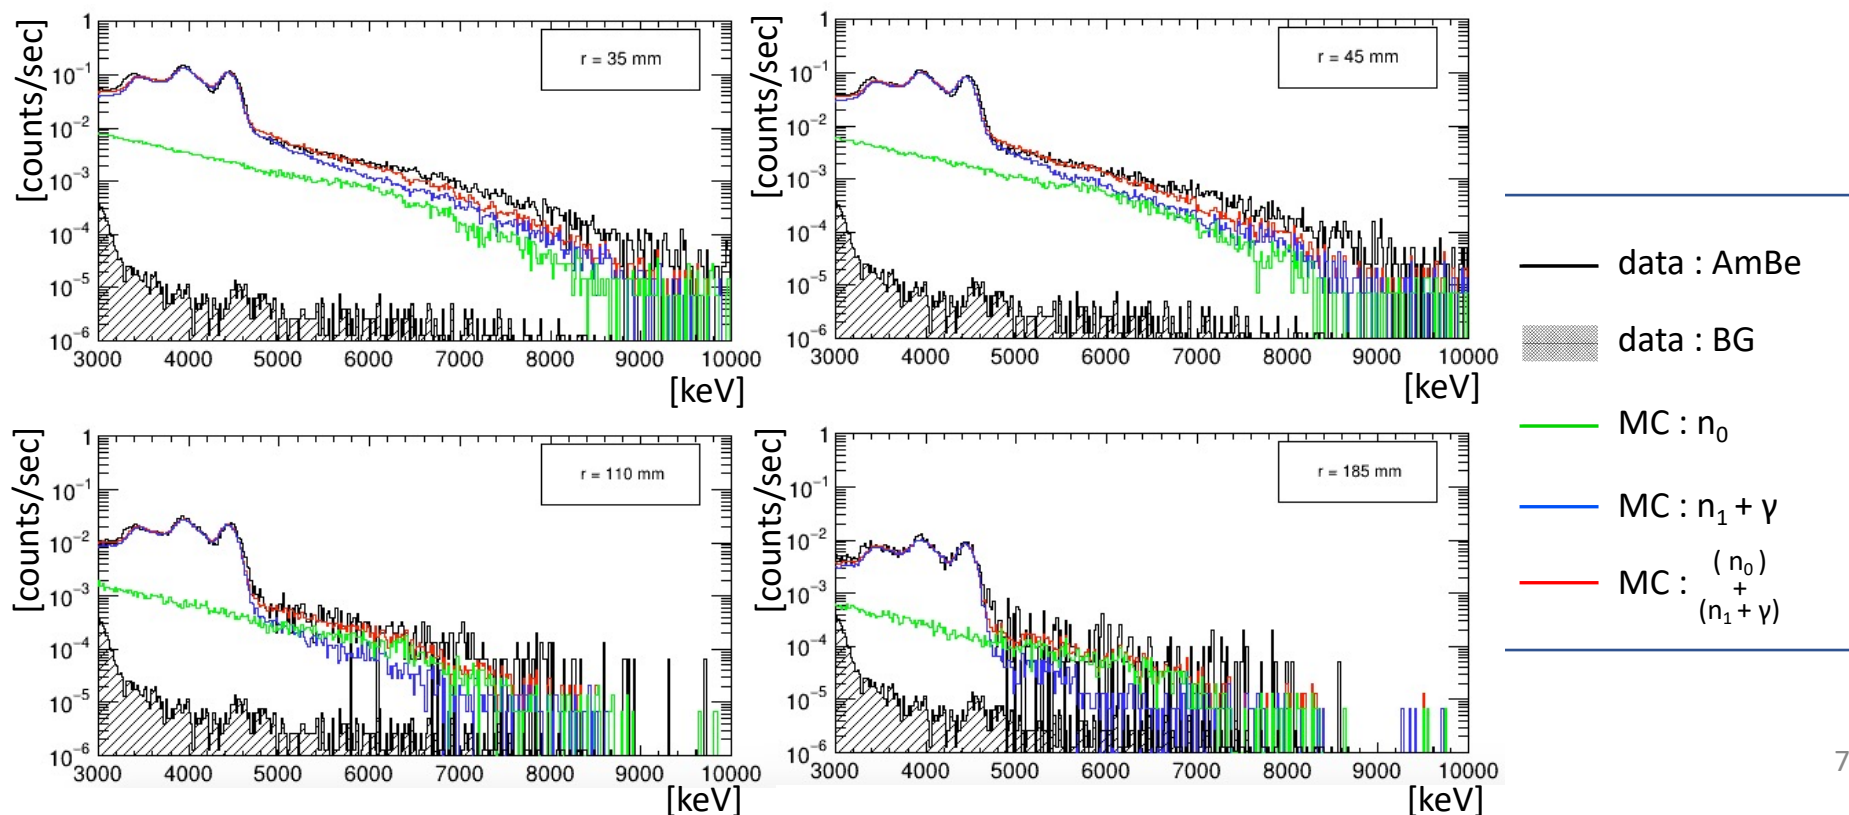 [counts/sec]
1
10⁻¹
10⁻²
10⁻³
10⁻⁴
10⁻⁵
10⁻⁶
r = 35 mm
3000 4000 5000 6000 7000 8000 9000 10000
[keV]
[counts/sec]
1
10⁻¹
10⁻²
10⁻³
10⁻⁴
10⁻⁵
10⁻⁶
r = 45 mm
3000 4000 5000 6000 7000 8000 9000 10000
[keV]
[counts/sec]
1
10⁻¹
10⁻²
10⁻³
10⁻⁴
10⁻⁵
10⁻⁶
r = 110 mm
3000 4000 5000 6000 7000 8000 9000 10000
[keV]
[counts/sec]
1
10⁻¹
10⁻²
10⁻³
10⁻⁴
10⁻⁵
10⁻⁶
r = 185 mm
3000 4000 5000 6000 7000 8000 9000 10000
[keV]
data : AmBe
data : BG
MC : n₀
MC : n₁ + γ
MC : ( n₀ )
+
(n₁ + γ)
7